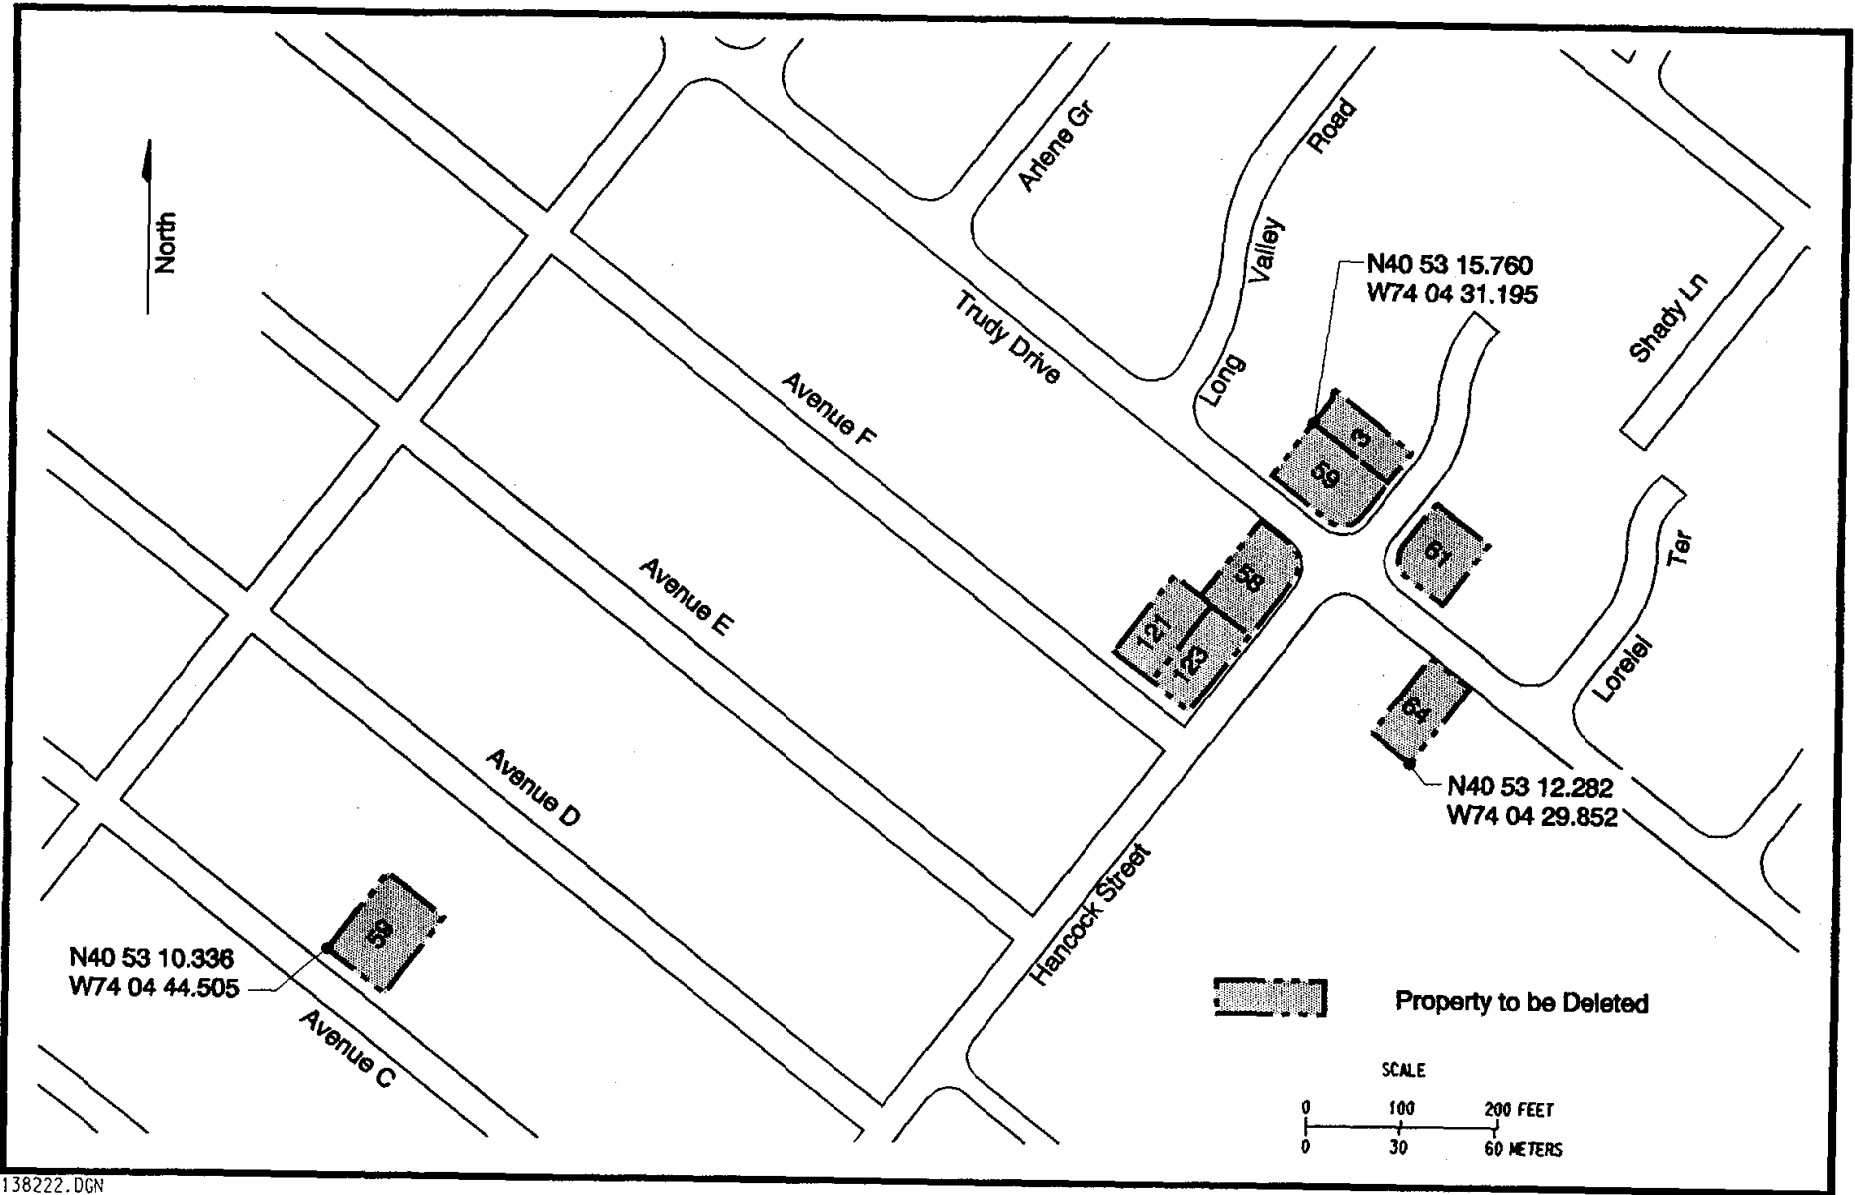 North
Arlene Gr
Long Valley Road
N40 53 15.760
W74 04 31.195
Shady Ln
Trudy Drive
Avenue F
3
59
61
58
121
123
Avenue E
Lorelei Ter
64
N40 53 12.282
W74 04 29.852
Avenue D
Hancock Street
59
N40 53 10.336
W74 04 44.505
Avenue C
Property to be Deleted
SCALE
0 100 200 FEET
0 30 60 METERS
138222.DGN